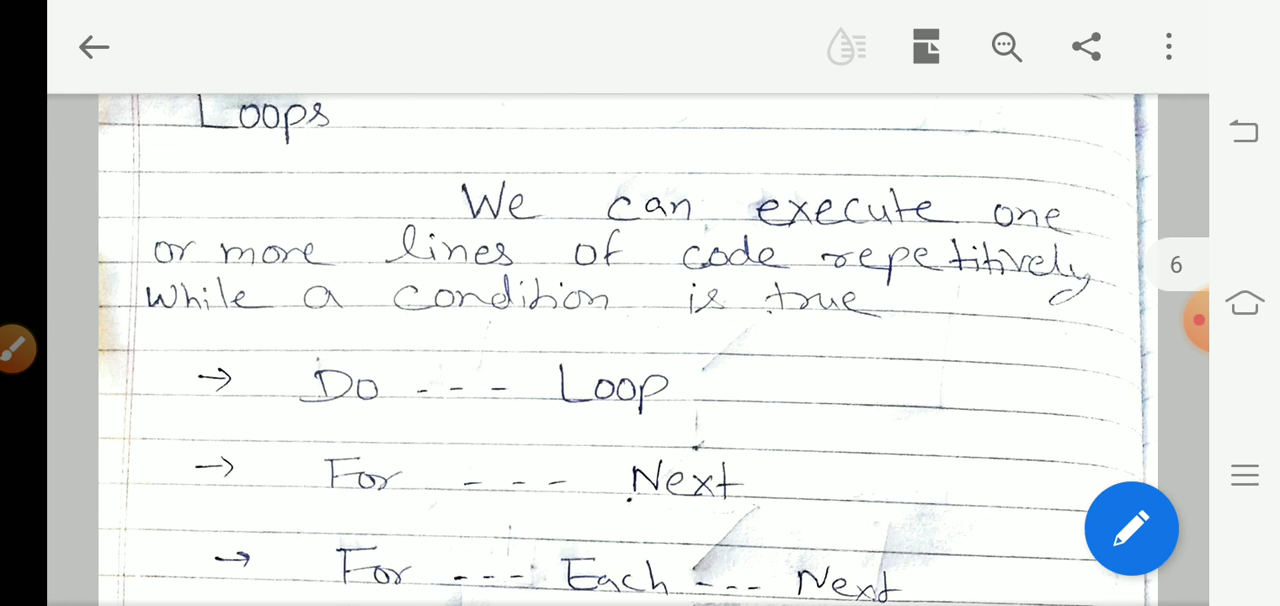 Loops
We can execute one
or more lines of code repetitively
while a condition is true
→ Do --- Loop
→ For --- Next
→ For --- Each --- Next
6